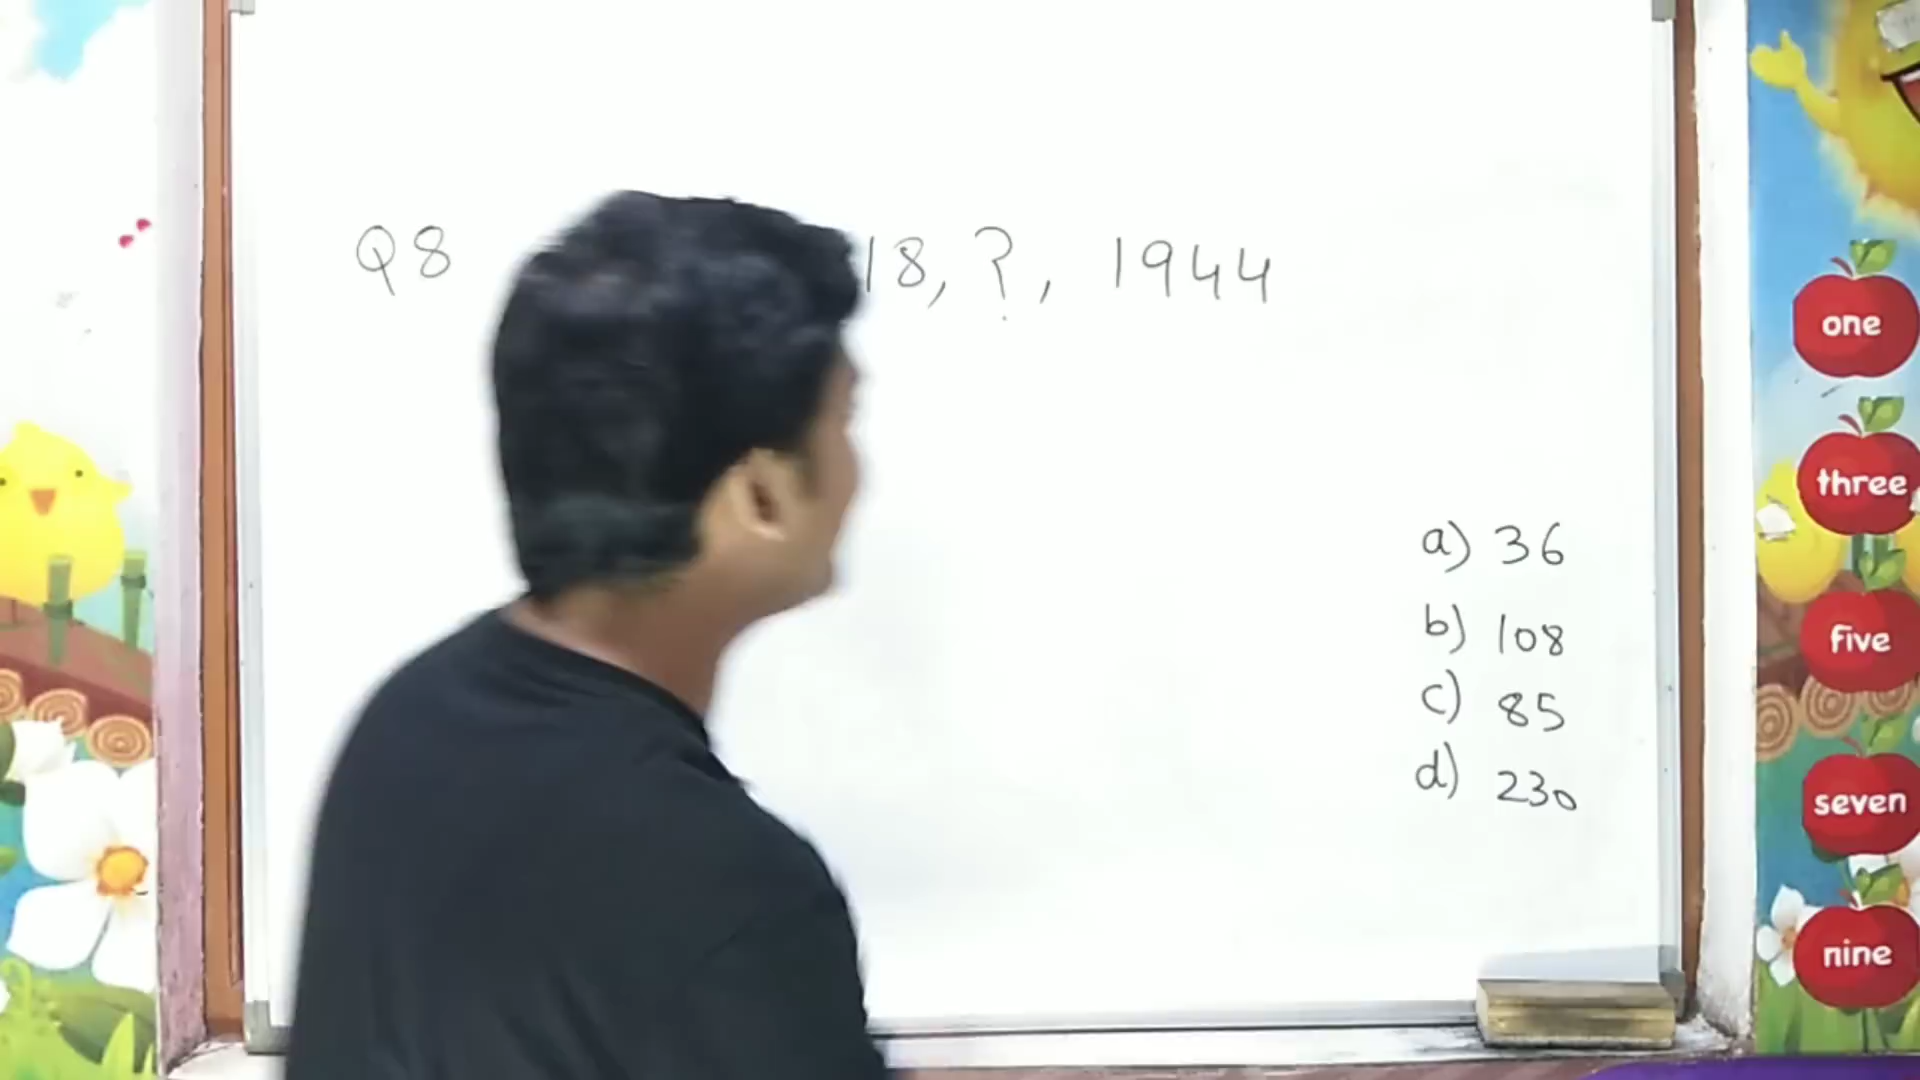 Q8 18, ?, 1944
a) 36
b) 108
c) 85
d) 230
one
three
five
seven
nine